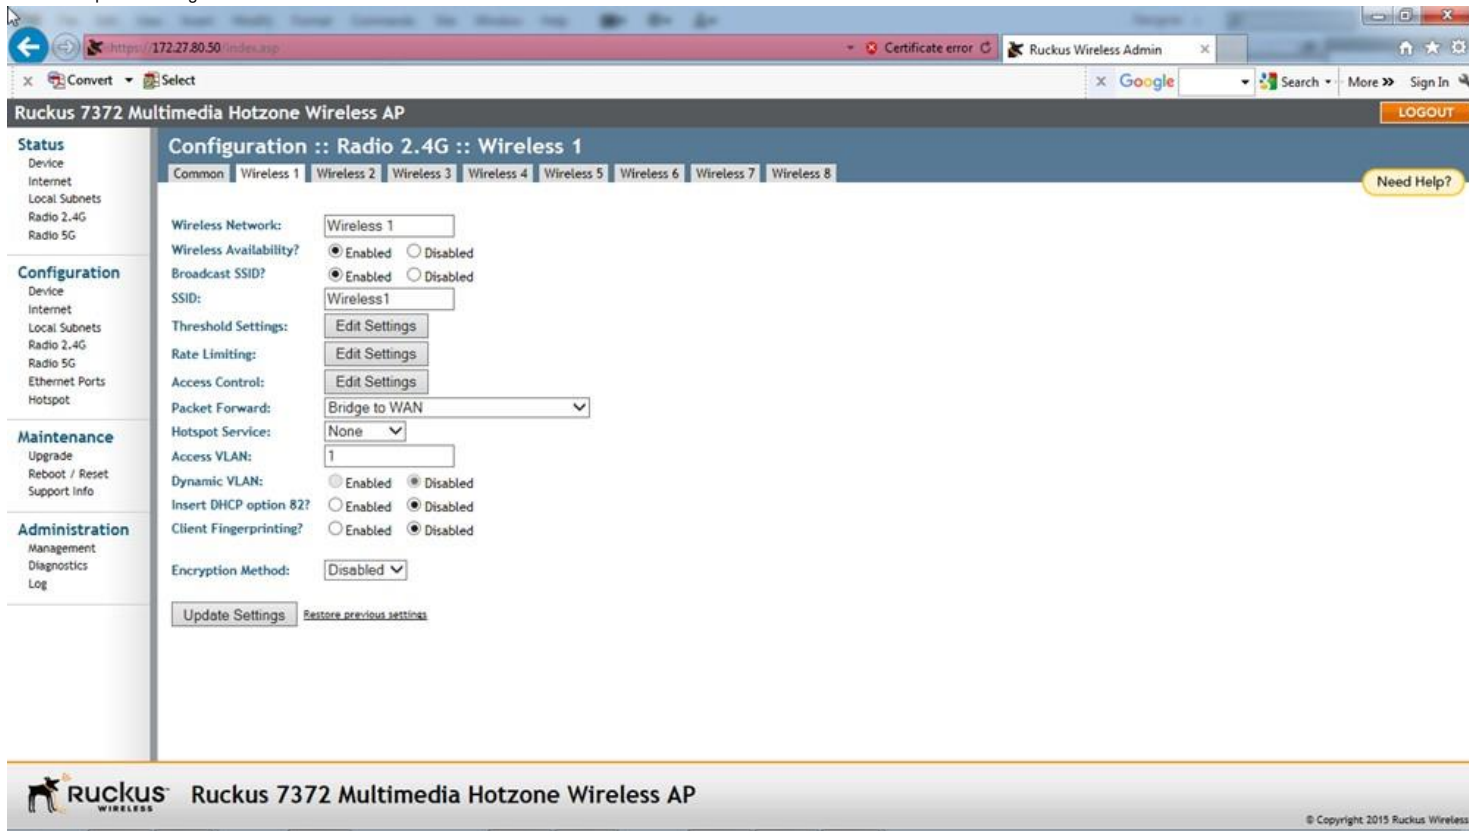 https://172.27.80.50/index.asp
Certificate error
Ruckus Wireless Admin
x Convert Select
x Google Search More >> Sign In
Ruckus 7372 Multimedia Hotzone Wireless AP
LOGOUT
Status
Device
Internet
Local Subnets
Radio 2.4G
Radio 5G
Configuration
Device
Internet
Local Subnets
Radio 2.4G
Radio 5G
Ethernet Ports
Hotspot
Maintenance
Upgrade
Reboot / Reset
Support Info
Administration
Management
Diagnostics
Log
Configuration :: Radio 2.4G :: Wireless 1
Common Wireless 1 Wireless 2 Wireless 3 Wireless 4 Wireless 5 Wireless 6 Wireless 7 Wireless 8
Need Help?
Wireless Network: Wireless 1
Wireless Availability? Enabled Disabled
Broadcast SSID? Enabled Disabled
SSID: Wireless1
Threshold Settings: Edit Settings
Rate Limiting: Edit Settings
Access Control: Edit Settings
Packet Forward: Bridge to WAN
Hotspot Service: None
Access VLAN: 1
Dynamic VLAN: Enabled Disabled
Insert DHCP option 82? Enabled Disabled
Client Fingerprinting? Enabled Disabled
Encryption Method: Disabled
Update Settings Restore previous settings
Ruckus WIRELESS Ruckus 7372 Multimedia Hotzone Wireless AP
© Copyright 2015 Ruckus Wireless